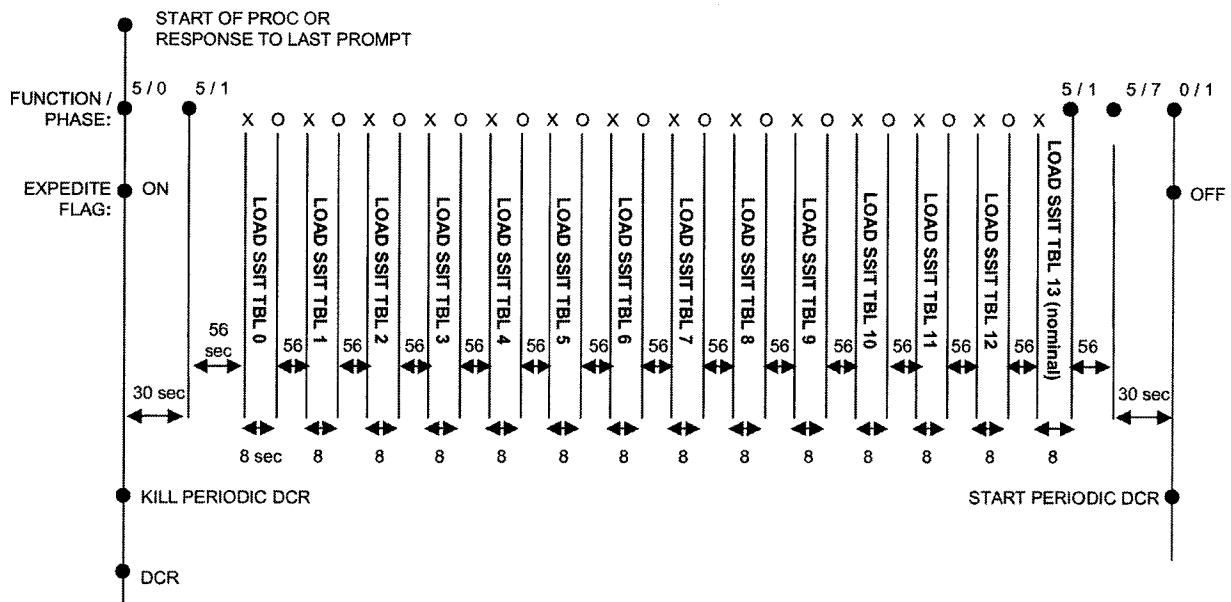 START OF PROC OR
RESPONSE TO LAST PROMPT
5 / 0
5 / 1
5 / 1
5 / 7
0 / 1
FUNCTION /
PHASE:
X O X O X O X O X O X O X O X O X O X O X O X O X O X
EXPEDITE
FLAG:
ON
OFF
LOAD SSIT TBL 0
LOAD SSIT TBL 1
LOAD SSIT TBL 2
LOAD SSIT TBL 3
LOAD SSIT TBL 4
LOAD SSIT TBL 5
LOAD SSIT TBL 6
LOAD SSIT TBL 7
LOAD SSIT TBL 8
LOAD SSIT TBL 9
LOAD SSIT TBL 10
LOAD SSIT TBL 11
LOAD SSIT TBL 12
LOAD SSIT TBL 13 (nominal)
56
sec
56 56 56 56 56 56 56 56 56 56 56 56 56 56
30 sec
30 sec
8 sec 8 8 8 8 8 8 8 8 8 8 8 8 8
KILL PERIODIC DCR
START PERIODIC DCR
DCR